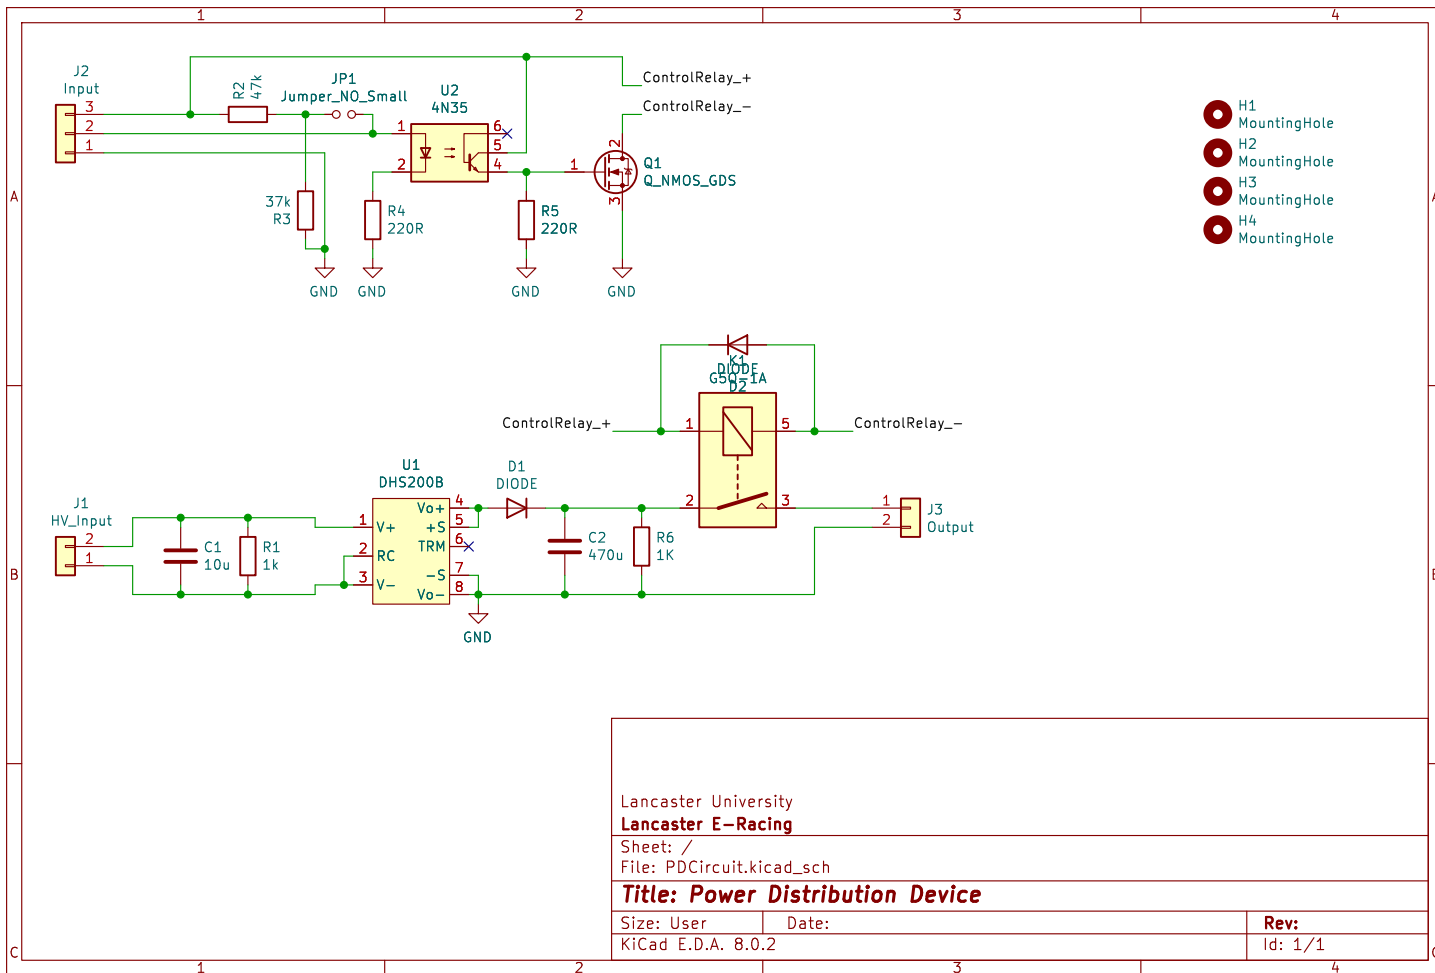 1 2 3 4
J2
Input
3
2
1
R2
47k
JP1
Jumper_NO_Small
U2
4N35
1
2
6
5
4
ControlRelay_+
ControlRelay_-
1
2
3
Q1
Q_NMOS_GDS
H1
MountingHole
H2
MountingHole
H3
MountingHole
H4
MountingHole
A A
37k
R3
R4
220R
R5
220R
GND GND GND GND
K1
DIODE
G5Q-1A
D2
ControlRelay_+
1
5
ControlRelay_-
2
3
J1
HV_Input
2
1
C1
10u
R1
1k
U1
DHS200B
1 V+
2 RC
3 V-
Vo+ 4
+S 5
TRM 6
-S 7
Vo- 8
GND
D1
DIODE
C2
470u
R6
1K
1
2
J3
Output
B B
Lancaster University
Lancaster E-Racing
Sheet: /
File: PDCircuit.kicad_sch
Title: Power Distribution Device
Size: User Date: Rev:
KiCad E.D.A. 8.0.2 Id: 1/1
C C
1 2 3 4